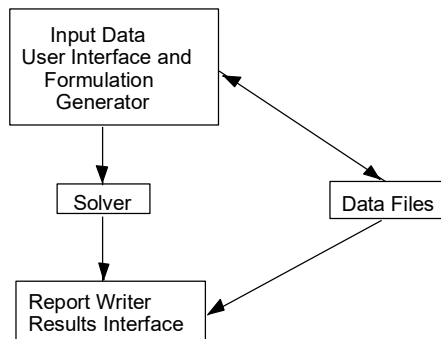 Input Data
User Interface and
Formulation
Generator
Solver
Data Files
Report Writer
Results Interface